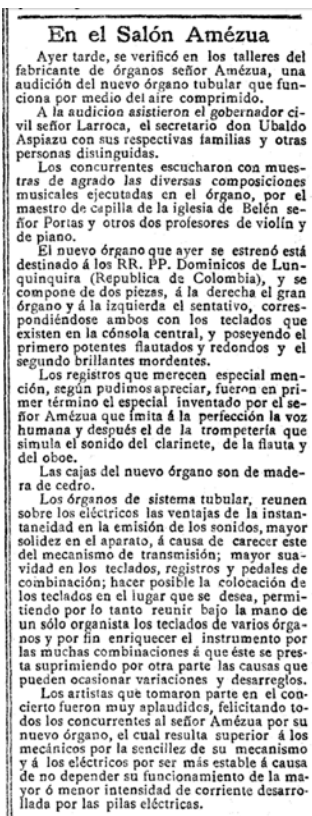 En el Salón Amézua
Ayer tarde, se verificó en los talleres del
fabricante de órganos señor Amézua, una
audición del nuevo órgano tubular que fun-
ciona por medio del aire comprimido.
A la audicion asistieron el gobernador ci-
vil señor Larroca, el secretario don Ubaldo
Aspiazu con sus respectivas familias y otras
personas distinguidas.
Los concurrentes escucharon con mues-
tras de agrado las diversas composiciones
musicales ejecutadas en el órgano, por el
maestro de capilla de la iglesia de Belén se-
ñor Portas y otros dos profesores de violín y
de piano.
El nuevo órgano que ayer se estrenó está
destinado á los RR. PP. Dominicos de Lun-
quinquira (Republica de Colombia), y se
compone de dos piezas, á la derecha el gran
órgano y á la izquierda el sentativo, corres-
pondiéndose ambos con los teclados que
existen en la cónsola central, y poseyendo el
primero potentes flautados y redondos y el
segundo brillantes mordentes.
Los registros que merecen especial men-
ción, según pudimos apreciar, fueron en pri-
mer término el especial inventado por el se-
ñor Amézua que imita á la perfección la voz
humana y después el de la trompetería que
simula el sonido del clarinete, de la flauta y
del oboe.
Las cajas del nuevo órgano son de made-
ra de cedro.
Los órganos de sistema tubular, reunen
sobre los eléctricos las ventajas de la instan-
taneidad en la emisión de los sonidos, mayor
solidez en el aparato, á causa de carecer este
del mecanismo de transmisión; mayor sua-
vidad en los teclados, registros y pedales de
combinación; hacer posible la colocación de
los teclados en el lugar que se desea, permi-
tiendo por lo tanto reunir bajo la mano de
un sólo organista los teclados de varios órga-
nos y por fin enriquecer el instrumento por
las muchas combinaciones á que éste se pres-
ta suprimiendo por otra parte las causas que
pueden ocasionar variaciones y desarreglos.
Los artistas que tomaron parte en el con-
cierto fueron muy aplaudidos, felicitando to-
dos los concurrentes al señor Amézua por su
nuevo órgano, el cual resulta superior á los
mecánicos por la sencillez de su mecanismo
y á los eléctricos por ser más estable á causa
de no depender su funcionamiento de la ma-
yor ó menor intensidad de corriente desarro-
llada por las pilas eléctricas.